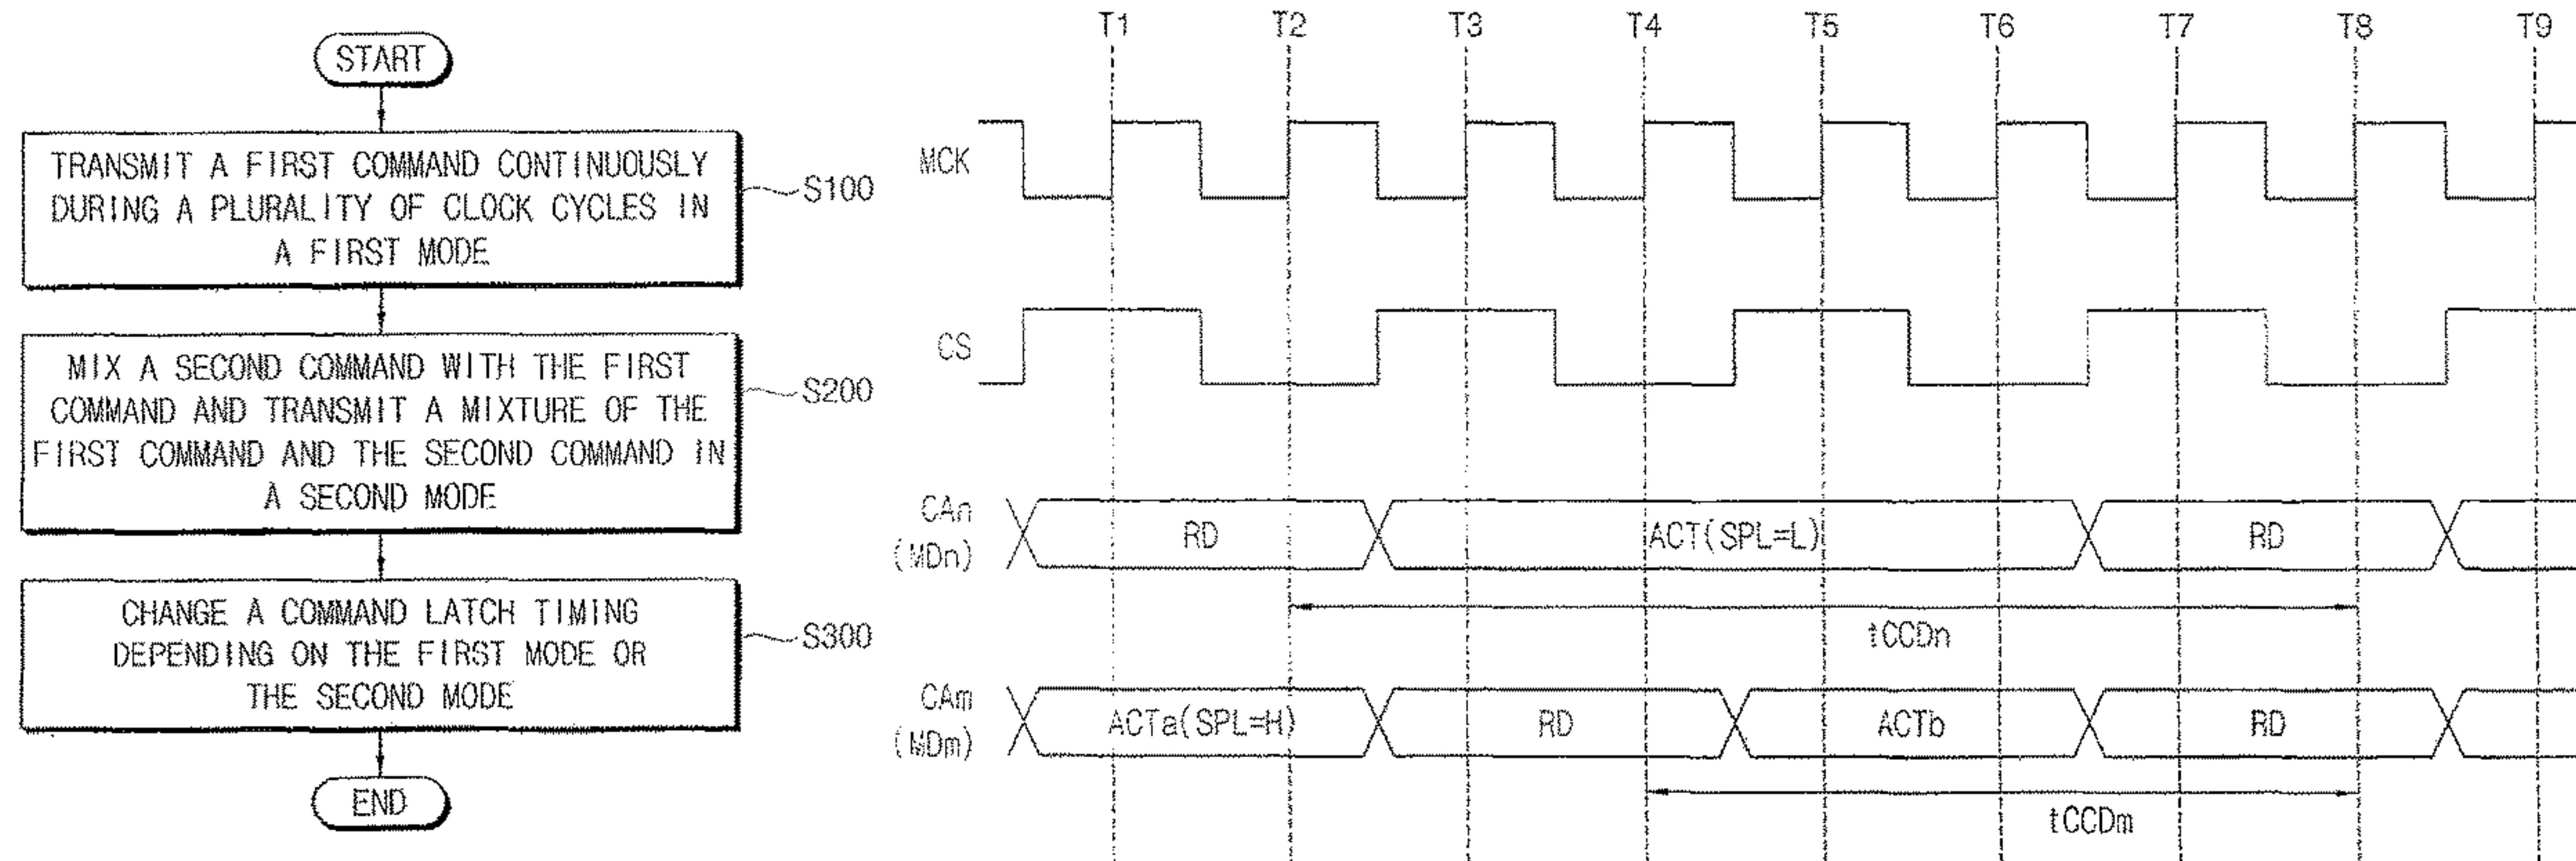 START
TRANSMIT A FIRST COMMAND CONTINUOUSLY
DURING A PLURALITY OF CLOCK CYCLES IN
A FIRST MODE
S100
MIX A SECOND COMMAND WITH THE FIRST
COMMAND AND TRANSMIT A MIXTURE OF THE
FIRST COMMAND AND THE SECOND COMMAND IN
A SECOND MODE
S200
CHANGE A COMMAND LATCH TIMING
DEPENDING ON THE FIRST MODE OR
THE SECOND MODE
S300
END
T1 T2 T3 T4 T5 T6 T7 T8 T9
MCK
CS
CAn
(MDn)
RD ACT(SPL=L) RD
tCCDn
CAm
(MDm)
ACTa(SPL=H) RD ACTb RD
tCCDm